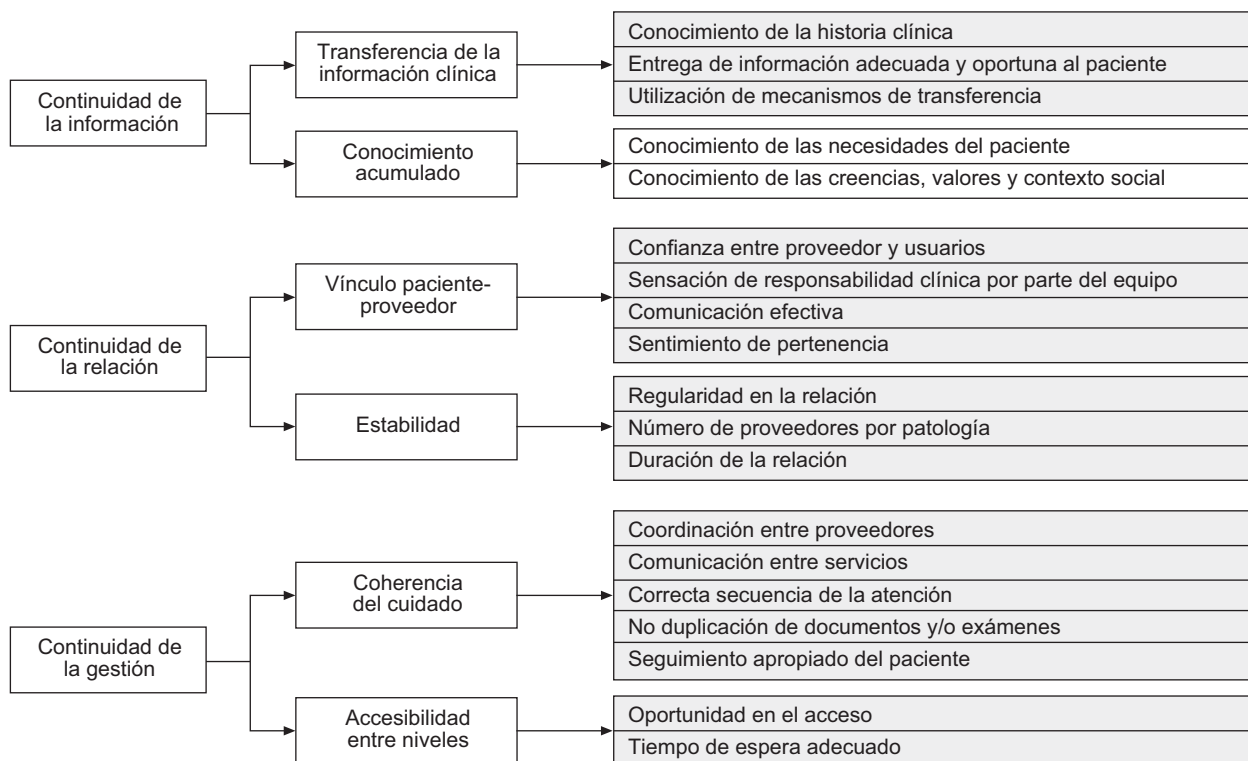 Continuidad de
la información
Transferencia de la
información clínica
Conocimiento de la historia clínica
Entrega de información adecuada y oportuna al paciente
Utilización de mecanismos de transferencia
Conocimiento
acumulado
Conocimiento de las necesidades del paciente
Conocimiento de las creencias, valores y contexto social
Continuidad de
la relación
Vínculo paciente-
proveedor
Confianza entre proveedor y usuarios
Sensación de responsabilidad clínica por parte del equipo
Comunicación efectiva
Sentimiento de pertenencia
Estabilidad
Regularidad en la relación
Número de proveedores por patología
Duración de la relación
Continuidad de
la gestión
Coherencia
del cuidado
Coordinación entre proveedores
Comunicación entre servicios
Correcta secuencia de la atención
No duplicación de documentos y/o exámenes
Seguimiento apropiado del paciente
Accesibilidad
entre niveles
Oportunidad en el acceso
Tiempo de espera adecuado